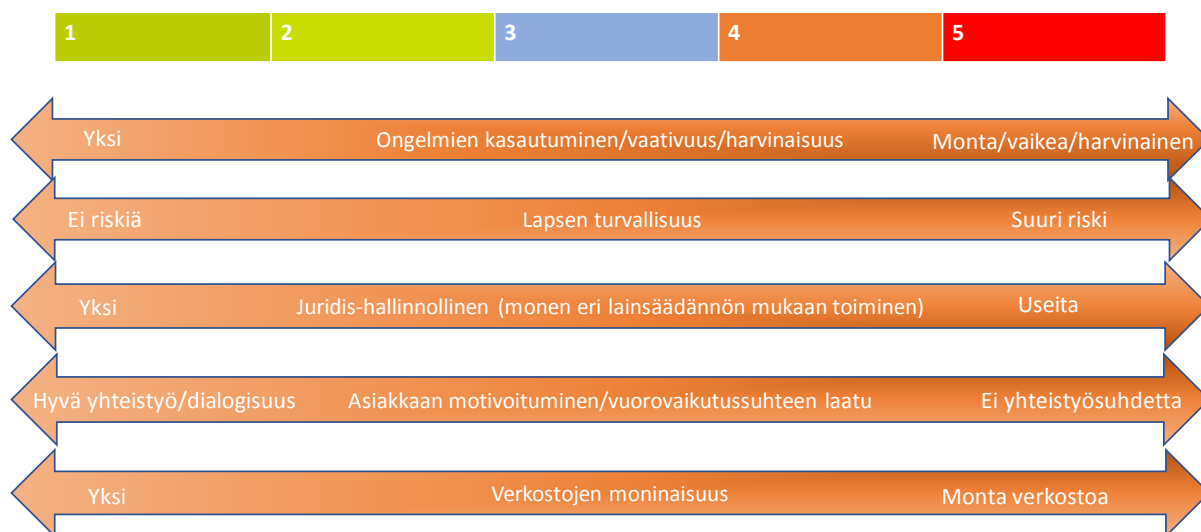 1 2 3 4 5
Yksi Ongelmien kasautuminen/vaativuus/harvinaisuus Monta/vaikea/harvinainen
Ei riskiä Lapsen turvallisuus Suuri riski
Yksi Juridis-hallinnollinen (monen eri lainsäädännön mukaan toiminen) Useita
Hyvä yhteistyö/dialogisuus Asiakkaan motivoituminen/vuorovaikutussuhteen laatu Ei yhteistyösuhdetta
Yksi Verkostojen moninaisuus Monta verkostoa